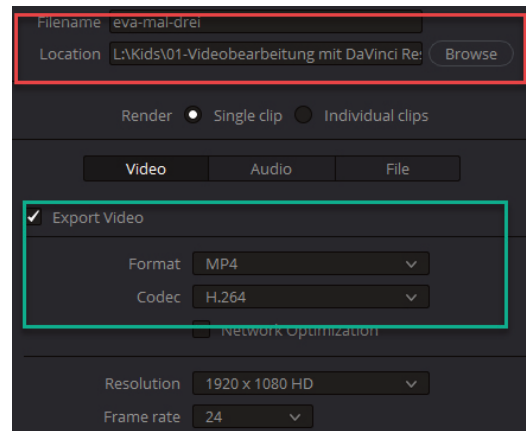 Filename eva-mal-drei
Location L:\Kids\01-Videobearbeitung mit DaVinci Re: Browse
Render Single clip Individual clips
Video Audio File
Export Video
Format MP4
Codec H.264
Network Optimization
Resolution 1920 x 1080 HD
Frame rate 24